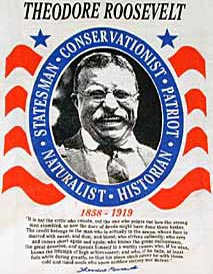 THEODORE ROOSEVELT
STATESMAN · CONSERVATIONIST · PATRIOT
NATURALIST · HISTORIAN
1858 - 1919
"It is not the critic who counts, not the one who points out how the strong
man stumbled, or how the doer of deeds might have done them better.
The credit belongs to the man who is actually in the arena, whose face is
marred with sweat and dust and blood; who strives valiantly; who errs
and comes short again and again; who knows the great enthusiasms,
the great devotions, and spends himself in a worthy cause; who, if he wins,
knows the triumph of high achievement; and who, if he fails, at least
fails while daring greatly, so that his place shall never be with those
cold and timid souls who know neither victory nor defeat."
Theodore Roosevelt